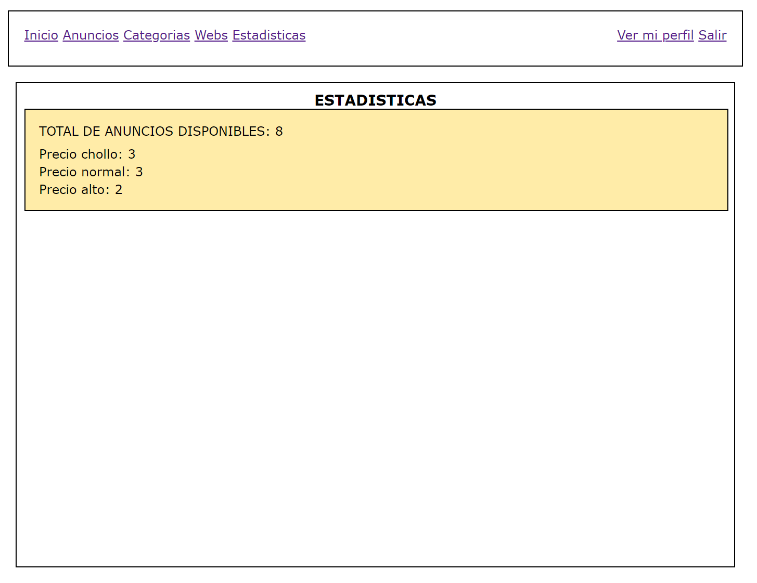 Inicio Anuncios Categorias Webs Estadisticas Ver mi perfil Salir
ESTADISTICAS
TOTAL DE ANUNCIOS DISPONIBLES: 8
Precio chollo: 3
Precio normal: 3
Precio alto: 2